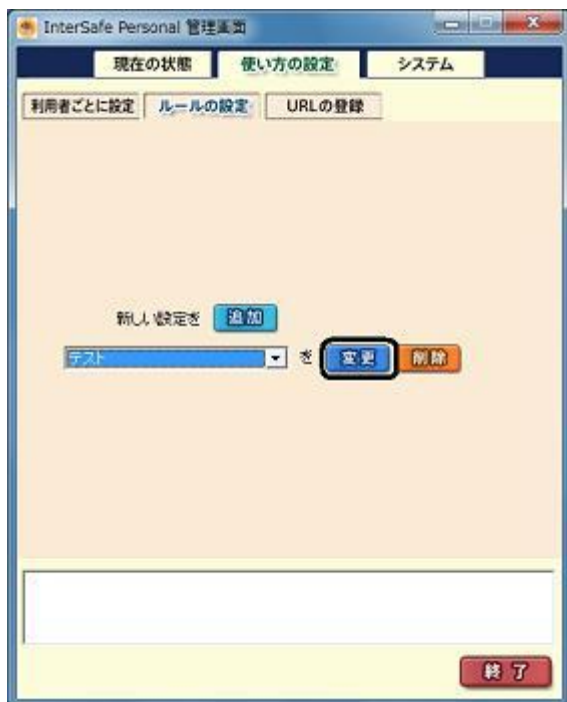 InterSafe Personal 管理画面
現在の状態 使い方の設定 システム
利用者ごとに設定 ルールの設定 URLの登録
新しい設定を 追加
テスト を 変更 削除
終了